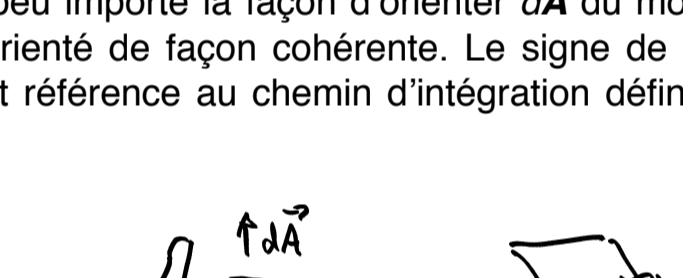 peu importe la façon d'orienter dA du mo
rienté de façon cohérente. Le signe de
t référence au chemin d'intégration défin
↑dA⃗